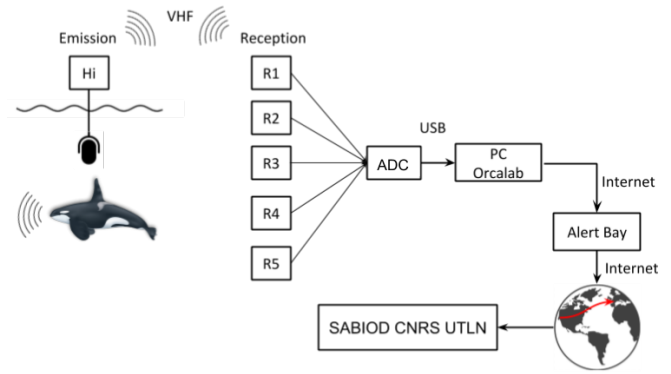 VHF
Emission
Reception
Hi
R1
R2
R3
R4
R5
ADC
USB
PC
Orcalab
Internet
Alert Bay
Internet
SABIOD CNRS UTLN